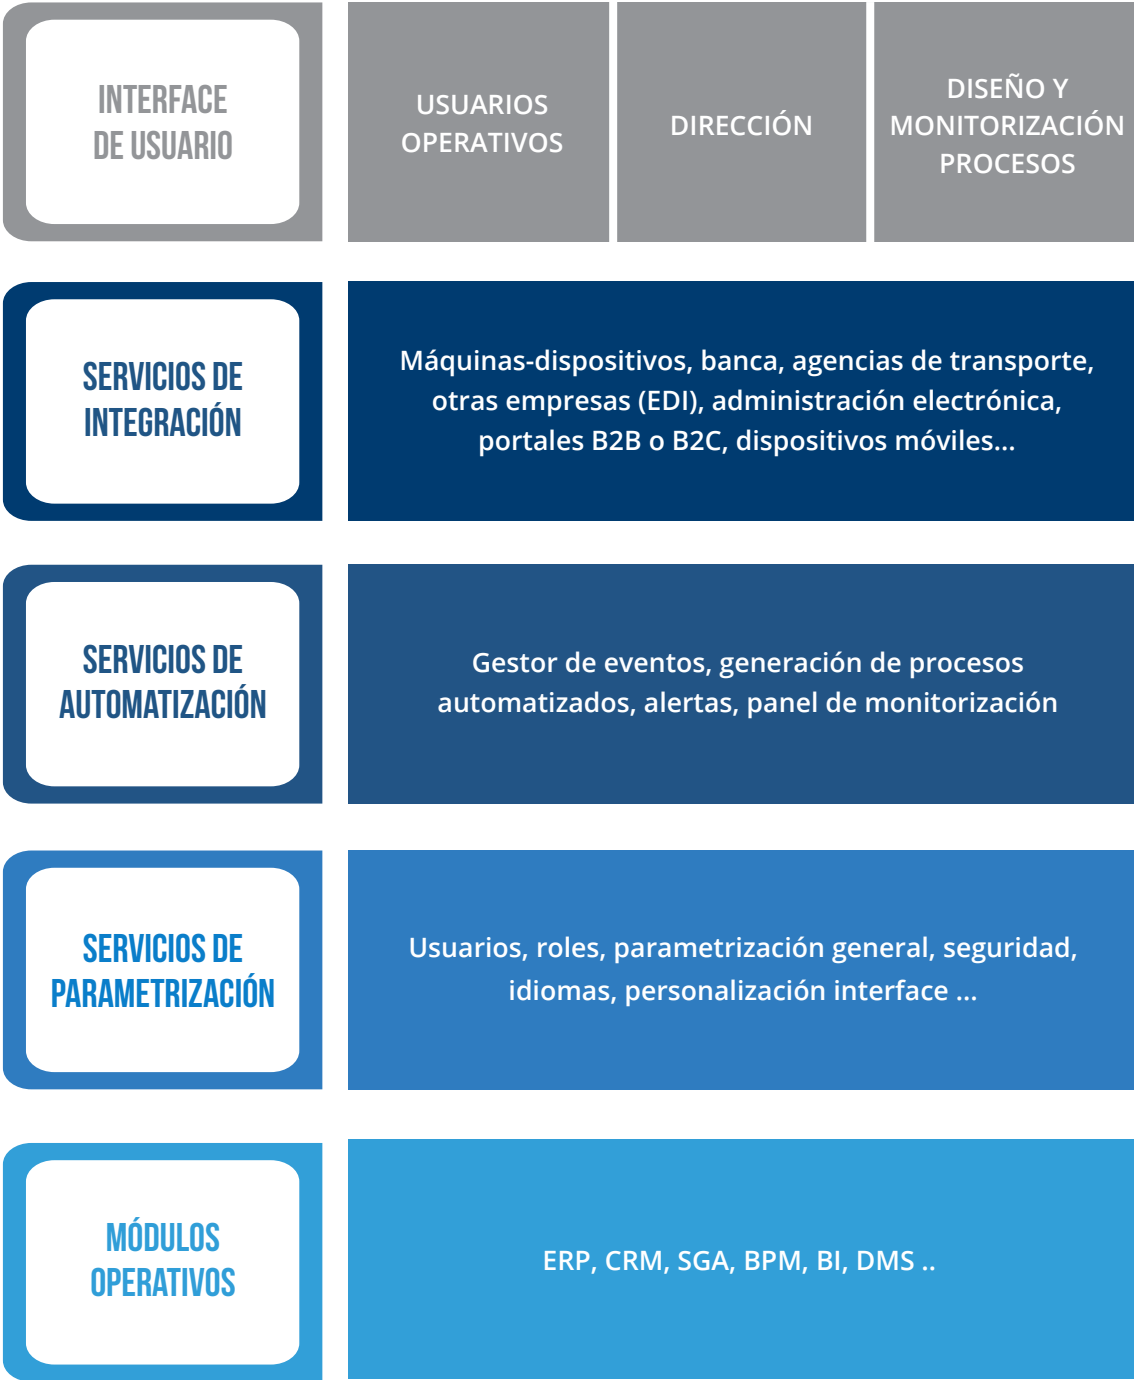 INTERFACE
DE USUARIO
USUARIOS
OPERATIVOS
DIRECCIÓN
DISEÑO Y
MONITORIZACIÓN
PROCESOS
SERVICIOS DE
INTEGRACIÓN
Máquinas-dispositivos, banca, agencias de transporte,
otras empresas (EDI), administración electrónica,
portales B2B o B2C, dispositivos móviles...
SERVICIOS DE
AUTOMATIZACIÓN
Gestor de eventos, generación de procesos
automatizados, alertas, panel de monitorización
SERVICIOS DE
PARAMETRIZACIÓN
Usuarios, roles, parametrización general, seguridad,
idiomas, personalización interface ...
MÓDULOS
OPERATIVOS
ERP, CRM, SGA, BPM, BI, DMS ..